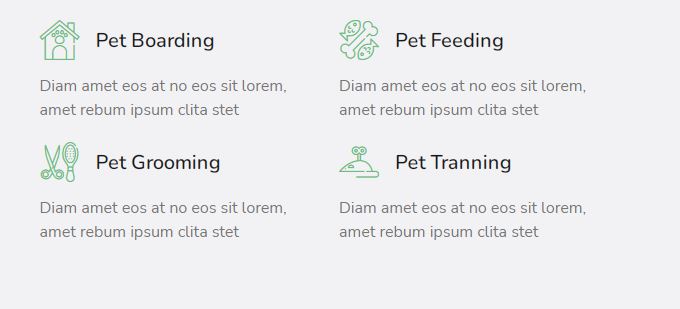 Pet Boarding
Diam amet eos at no eos sit lorem,
amet rebum ipsum clita stet
Pet Feeding
Diam amet eos at no eos sit lorem,
amet rebum ipsum clita stet
Pet Grooming
Diam amet eos at no eos sit lorem,
amet rebum ipsum clita stet
Pet Tranning
Diam amet eos at no eos sit lorem,
amet rebum ipsum clita stet